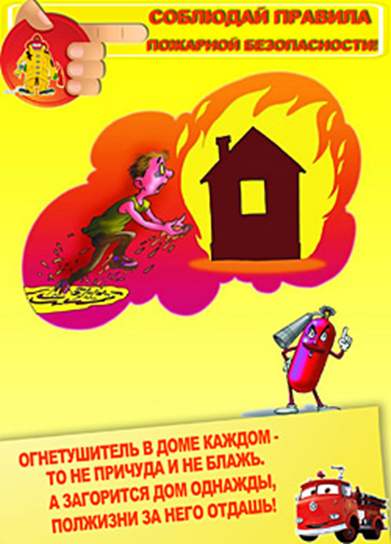 СОБЛЮДАЙ ПРАВИЛА
ПОЖАРНОЙ БЕЗОПАСНОСТИ!
ОГНЕТУШИТЕЛЬ В ДОМЕ КАЖДОМ -
ТО НЕ ПРИЧУДА И НЕ БЛАЖЬ.
А ЗАГОРИТСЯ ДОМ ОДНАЖДЫ,
ПОЛЖИЗНИ ЗА НЕГО ОТДАШЬ!